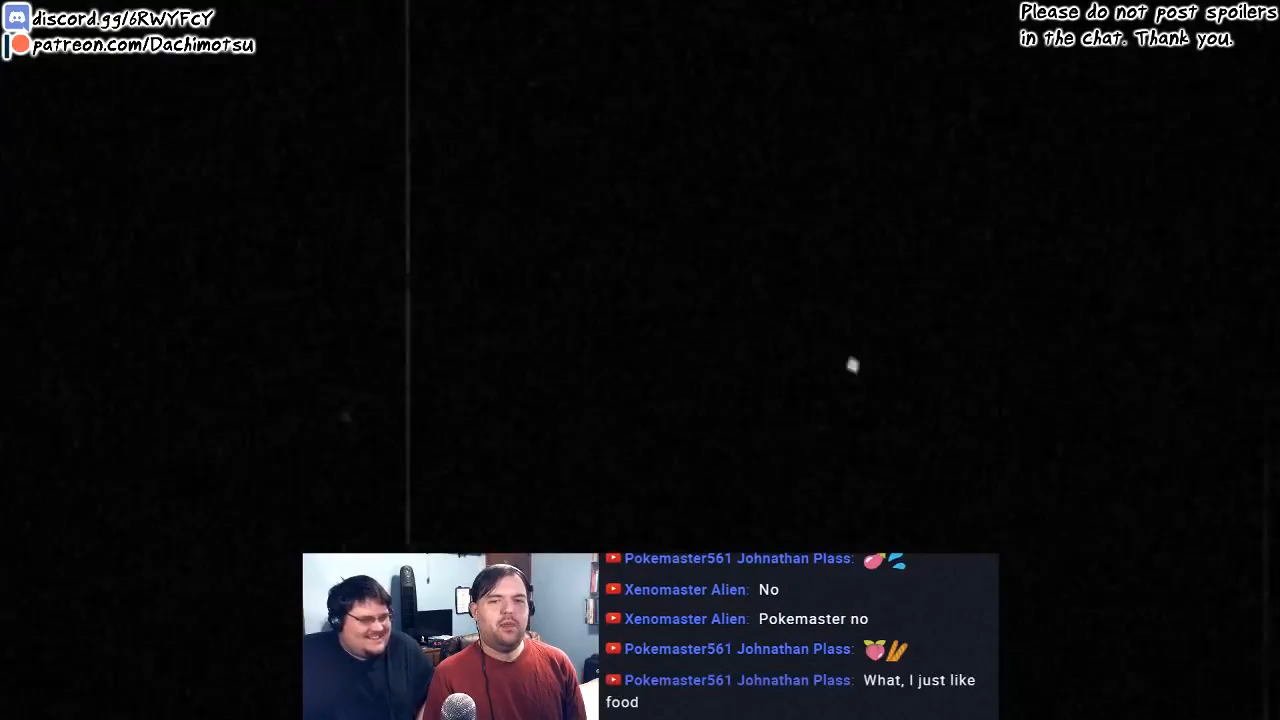 discord.gg/6RWYFCY
patreon.com/Dachimotsu
Please do not post spoilers
in the chat. Thank you.
Pokemaster561 Johnathan Plass: 🍆💦
Xenomaster Alien: No
Xenomaster Alien: Pokemaster no
Pokemaster561 Johnathan Plass: 🍑🥖
Pokemaster561 Johnathan Plass: What, I just like
food